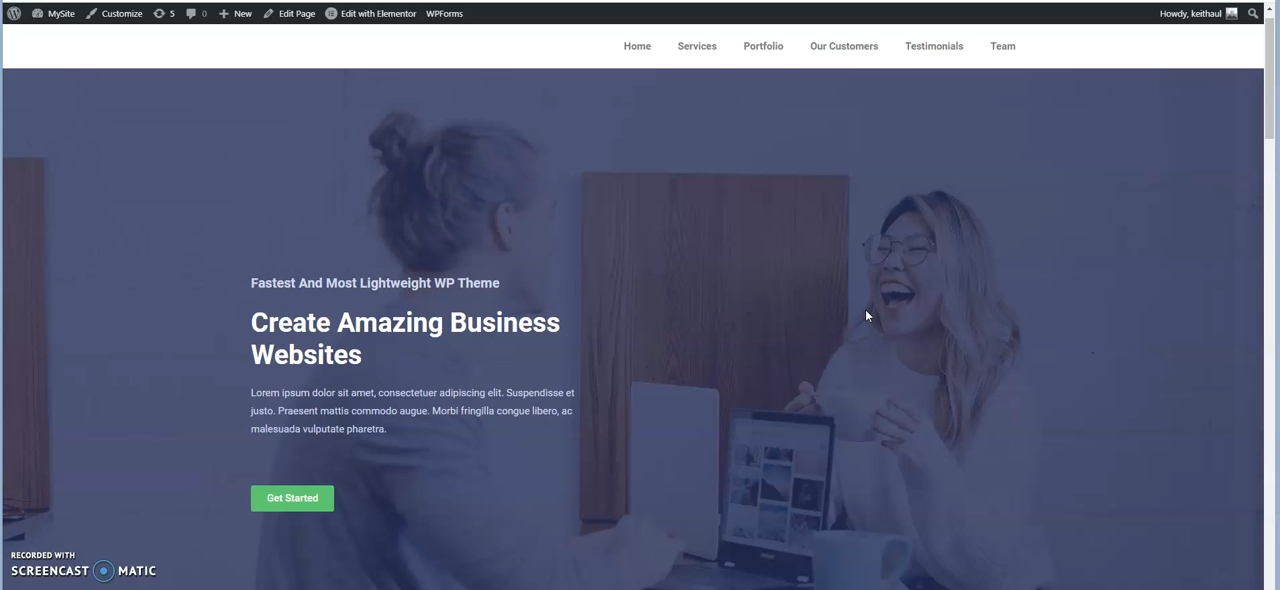 MySite Customize 5 0 New Edit Page Edit with Elementor WPForms Howdy, keithaul
Home Services Portfolio Our Customers Testimonials Team
Fastest And Most Lightweight WP Theme
Create Amazing Business
Websites
Lorem ipsum dolor sit amet, consectetuer adipiscing elit. Suspendisse et
justo. Praesent mattis commodo augue. Morbi fringilla congue libero, ac
malesuada vulputate pharetra.
Get Started
RECORDED WITH
SCREENCAST MATIC